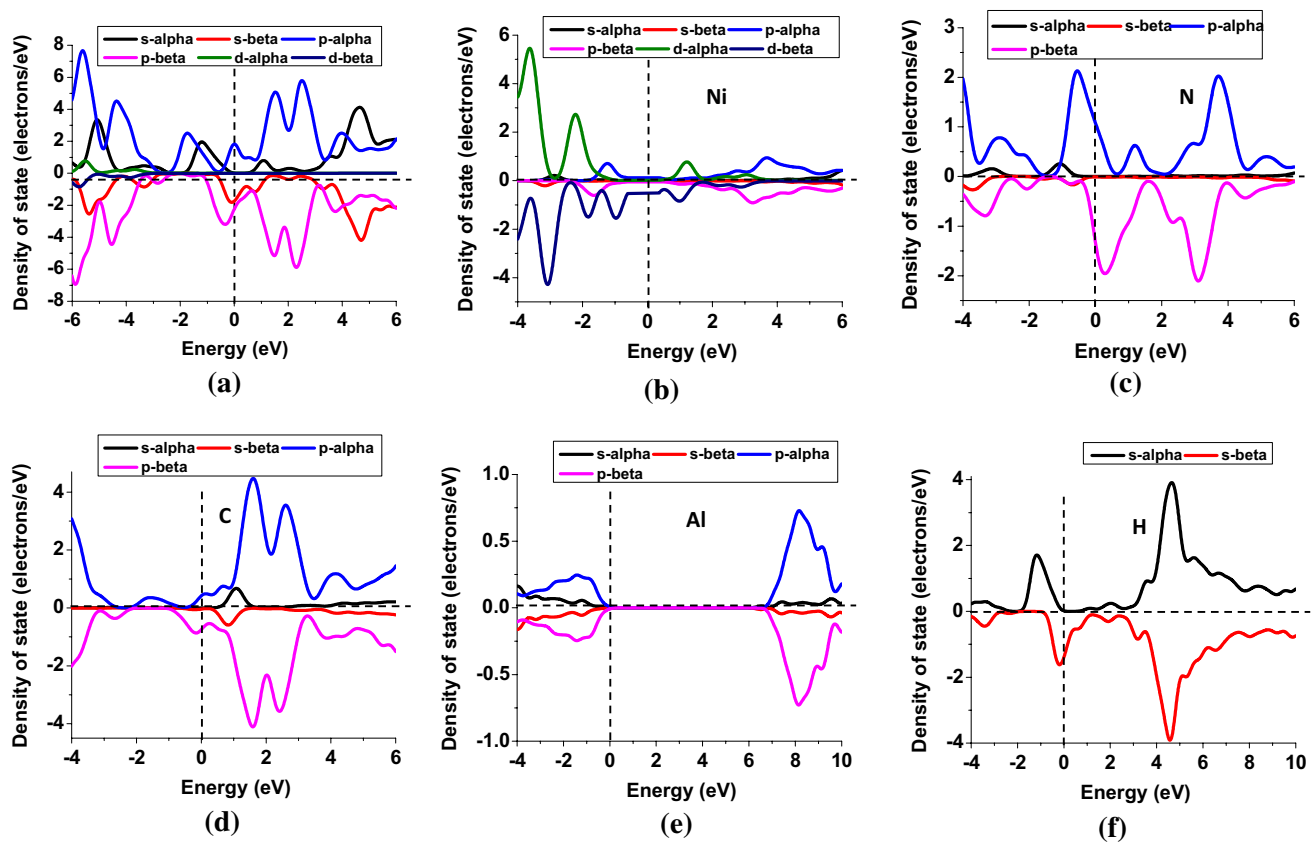 Density of state (electrons/eV)
s-alpha s-beta p-alpha
p-beta d-alpha d-beta
8
6
4
2
0
-2
-4
-6
-8
-6 -4 -2 0 2 4 6
Energy (eV)
(a)
Density of state (electrons/eV)
s-alpha s-beta p-alpha
p-beta d-alpha d-beta
Ni
6
4
2
0
-2
-4
-4 -2 0 2 4 6
Energy (eV)
(b)
Density of state (electrons/eV)
s-alpha s-beta p-alpha
p-beta
N
3
2
1
0
-1
-2
-4 -2 0 2 4 6
Energy (eV)
(c)
Density of state (electrons/eV)
s-alpha s-beta p-alpha
p-beta
C
4
2
0
-2
-4
-4 -2 0 2 4 6
Energy (eV)
(d)
Density of state (electrons/eV)
s-alpha s-beta p-alpha
p-beta
Al
1.0
0.5
0.0
-0.5
-1.0
-4 -2 0 2 4 6 8 10
Energy (eV)
(e)
Density of state (electrons/eV)
s-alpha s-beta
H
4
2
0
-2
-4
-4 -2 0 2 4 6 8 10
Energy (eV)
(f)